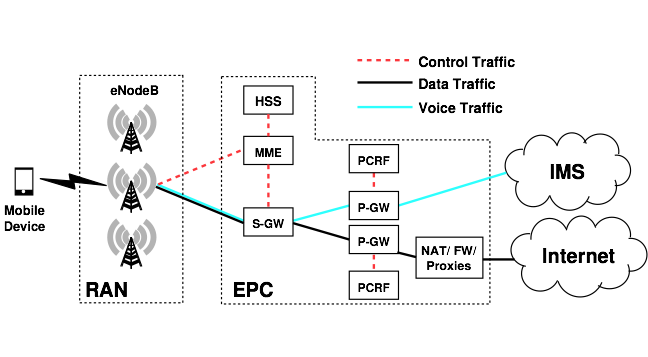 Control Traffic
Data Traffic
Voice Traffic
eNodeB
HSS
MME
PCRF
IMS
Mobile
Device
P-GW
S-GW
P-GW
NAT/ FW/
Proxies
Internet
RAN
EPC
PCRF